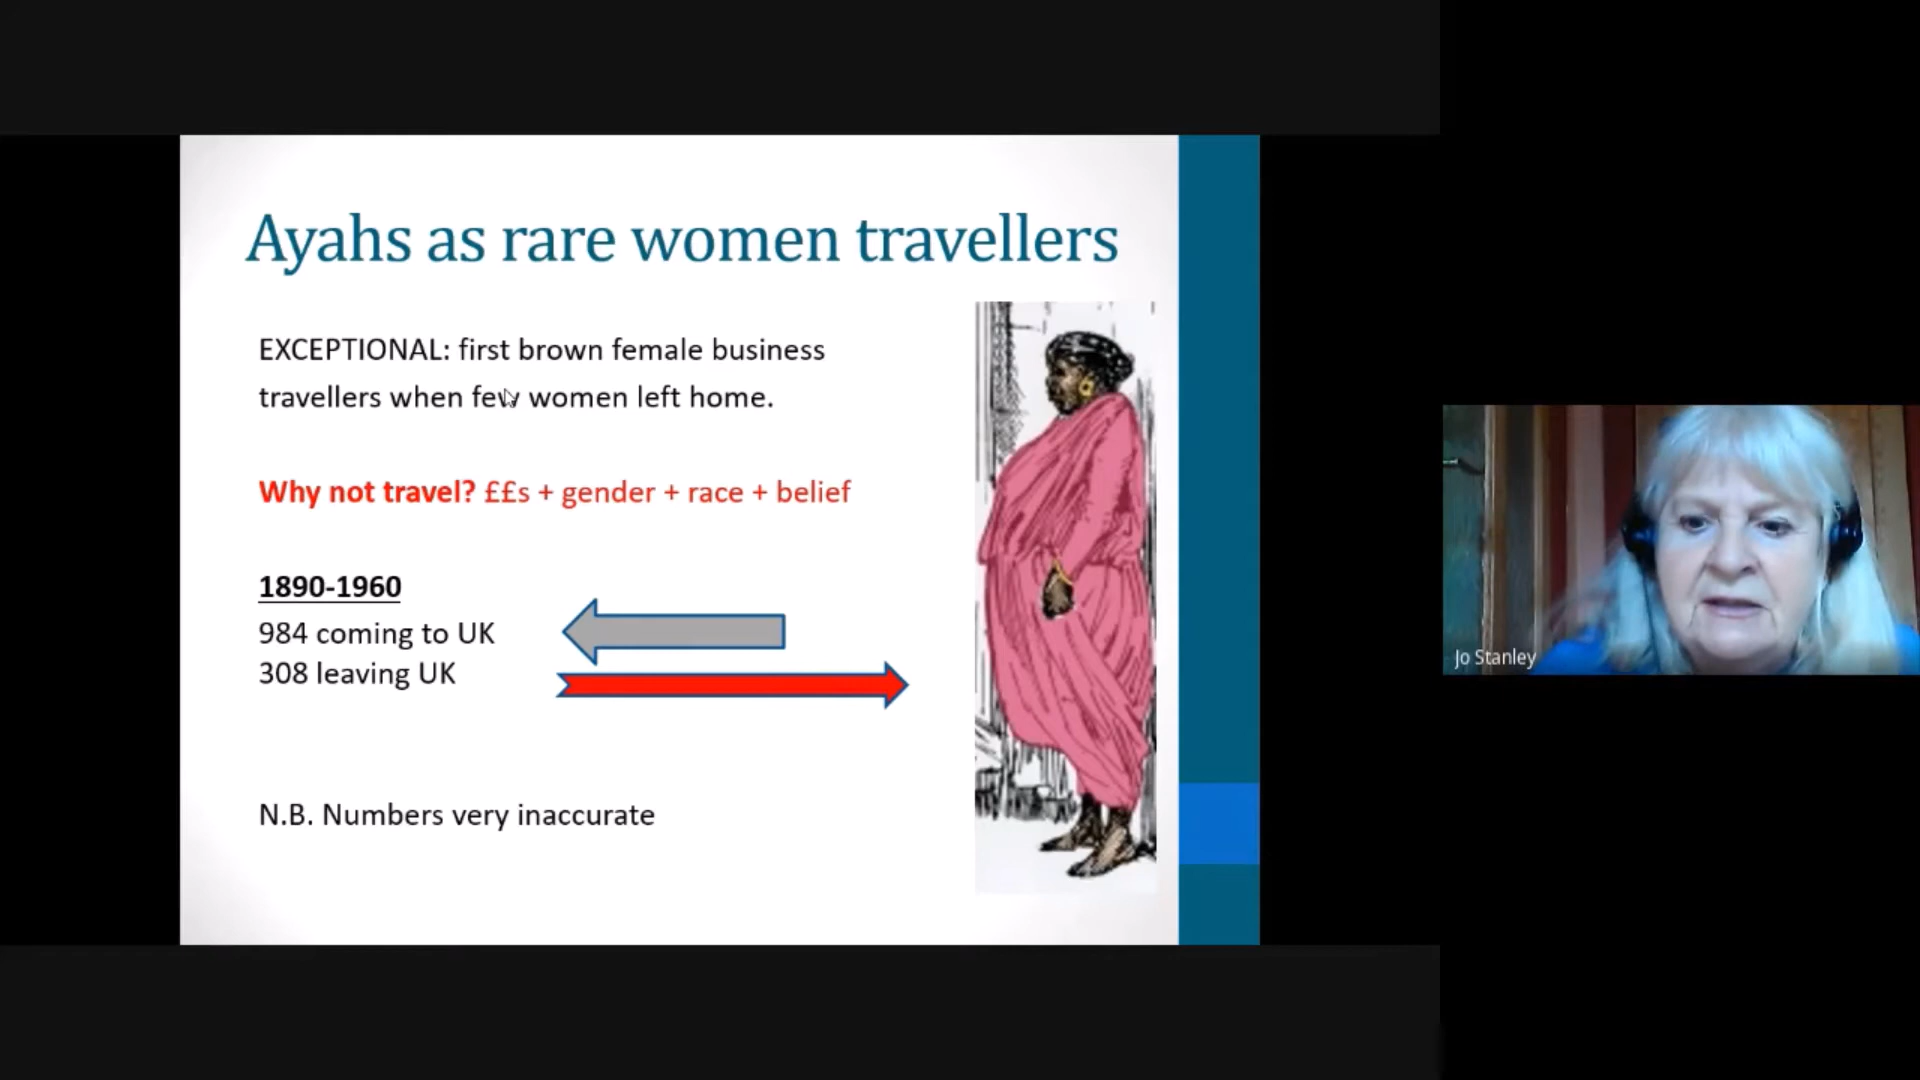 Ayahs as rare women travellers
EXCEPTIONAL: first brown female business
travellers when few women left home.
Why not travel? ££s + gender + race + belief
1890-1960
984 coming to UK
308 leaving UK
N.B. Numbers very inaccurate
Jo Stanley